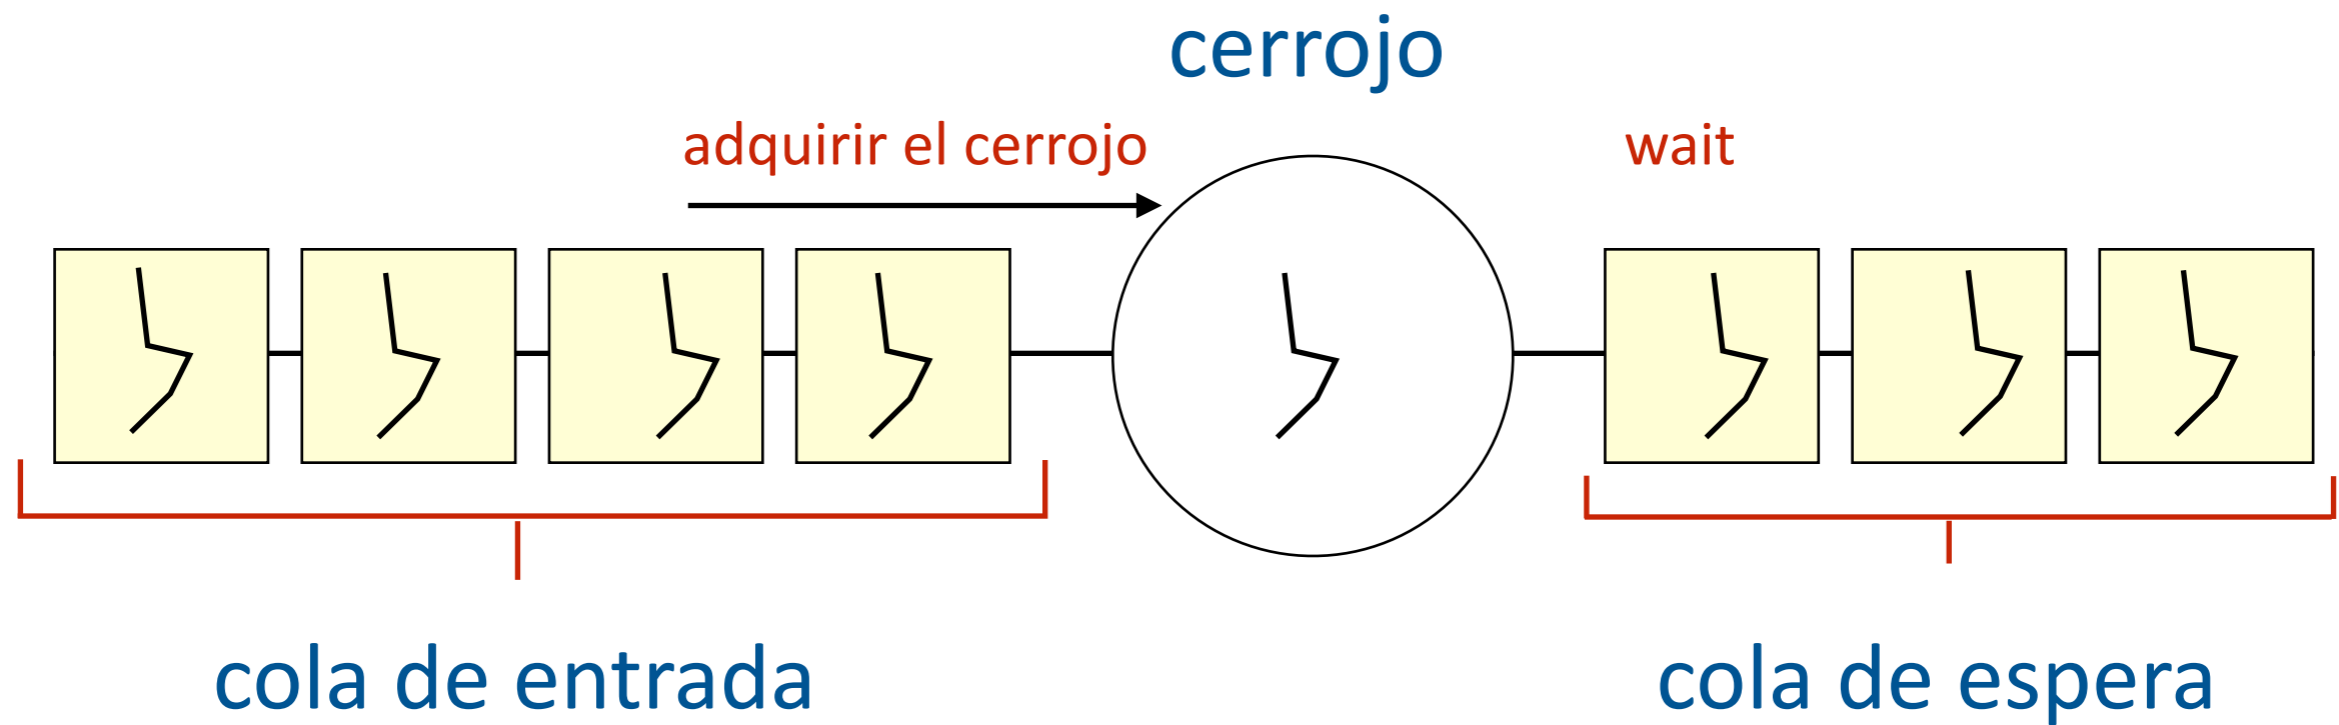 cerrojo
adquirir el cerrojo
wait
cola de entrada
cola de espera